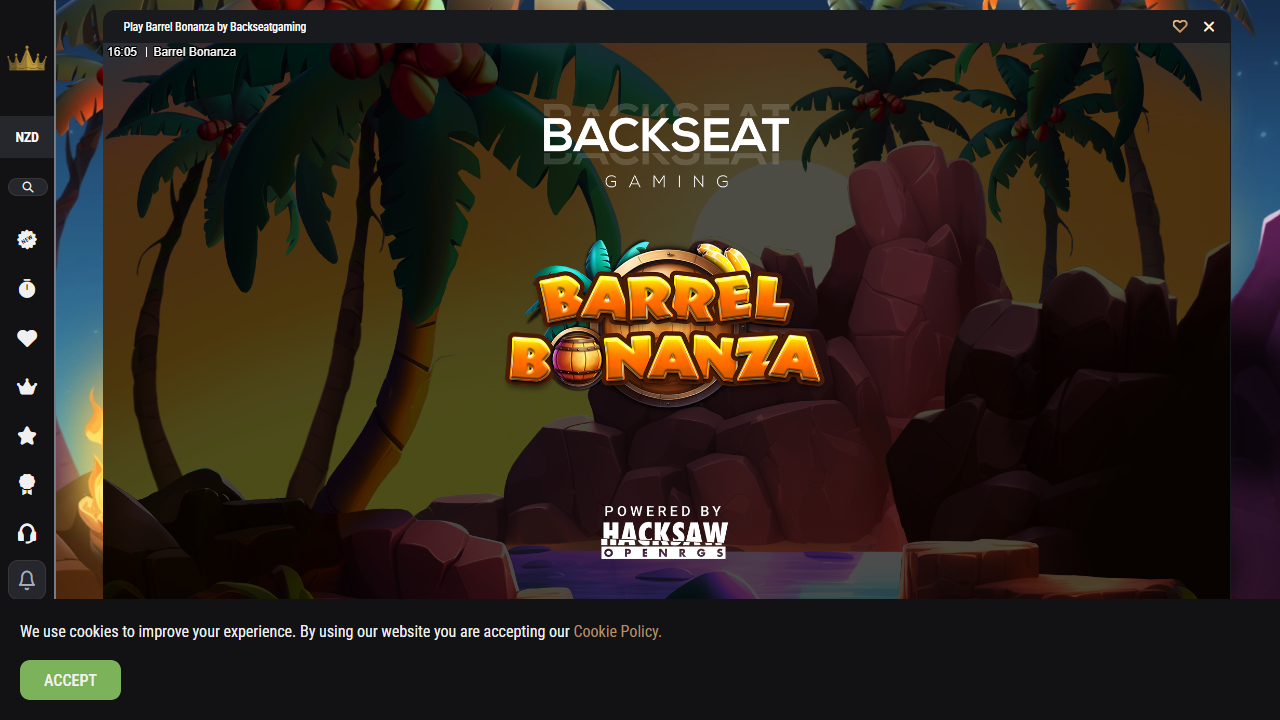 Play Barrel Bonanza by Backseatgaming
16:05 | Barrel Bonanza
NZD
NEW
BACKSEAT
GAMING
BARREL
BONANZA
POWERED BY
HACKSAW
OPENRGS
We use cookies to improve your experience. By using our website you are accepting our Cookie Policy.
ACCEPT